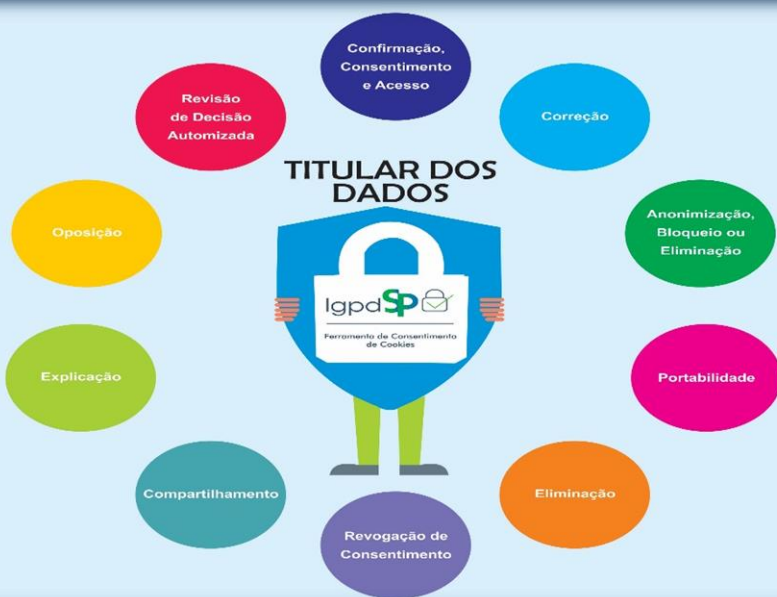 TITULAR DOS
DADOS
Confirmação,
Consentimento
e Acesso
Correção
Anonimização,
Bloqueio ou
Eliminação
Portabilidade
Eliminação
Revogação de
Consentimento
Compartilhamento
Explicação
Oposição
Revisão
de Decisão
Automizada
lgpdSP
Ferramenta de Consentimento
de Cookies